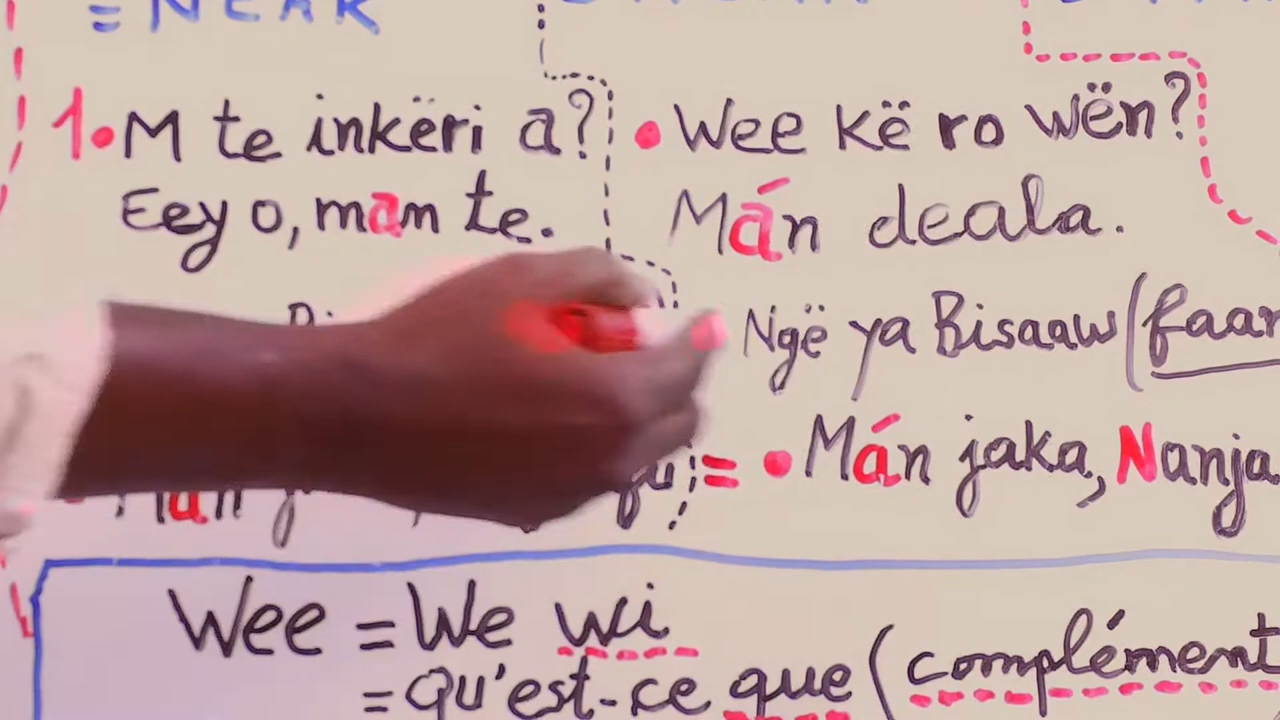 = NEAR
1. M te inkëri a?
Eey o, man te.
• Wee kë ro wën?
Mán deala.
Ngë ya Bisaaw (faar
= • Mán jaka, Nanja
Wee = We wi
= Qu'est-ce que (complément